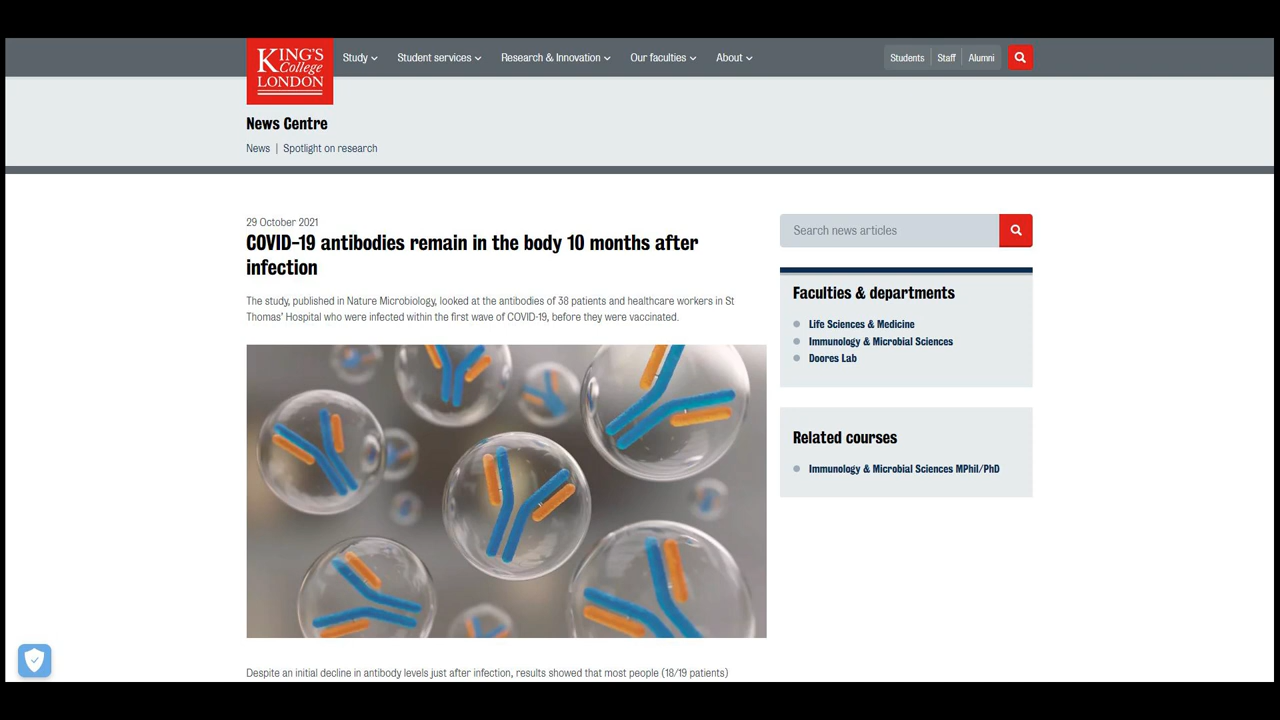 KING'S
College
LONDON
Study
Student services
Research & Innovation
Our faculties
About
Students
Staff
Alumni
News Centre
News | Spotlight on research
29 October 2021
COVID-19 antibodies remain in the body 10 months after
infection
The study, published in Nature Microbiology, looked at the antibodies of 38 patients and healthcare workers in St
Thomas' Hospital who were infected within the first wave of COVID-19, before they were vaccinated.
Despite an initial decline in antibody levels just after infection, results showed that most people (18/19 patients)
Search news articles
Faculties & departments
Life Sciences & Medicine
Immunology & Microbial Sciences
Doores Lab
Related courses
Immunology & Microbial Sciences MPhil/PhD